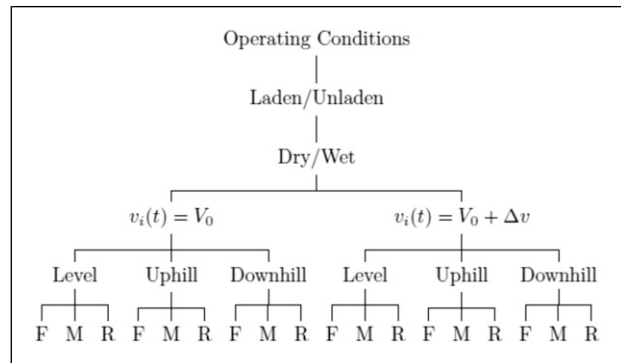 Operating Conditions
Laden/Unladen
Dry/Wet
v_i(t) = V_0 v_i(t) = V_0 + Δv
Level Uphill Downhill Level Uphill Downhill
F M R F M R F M R F M R F M R F M R